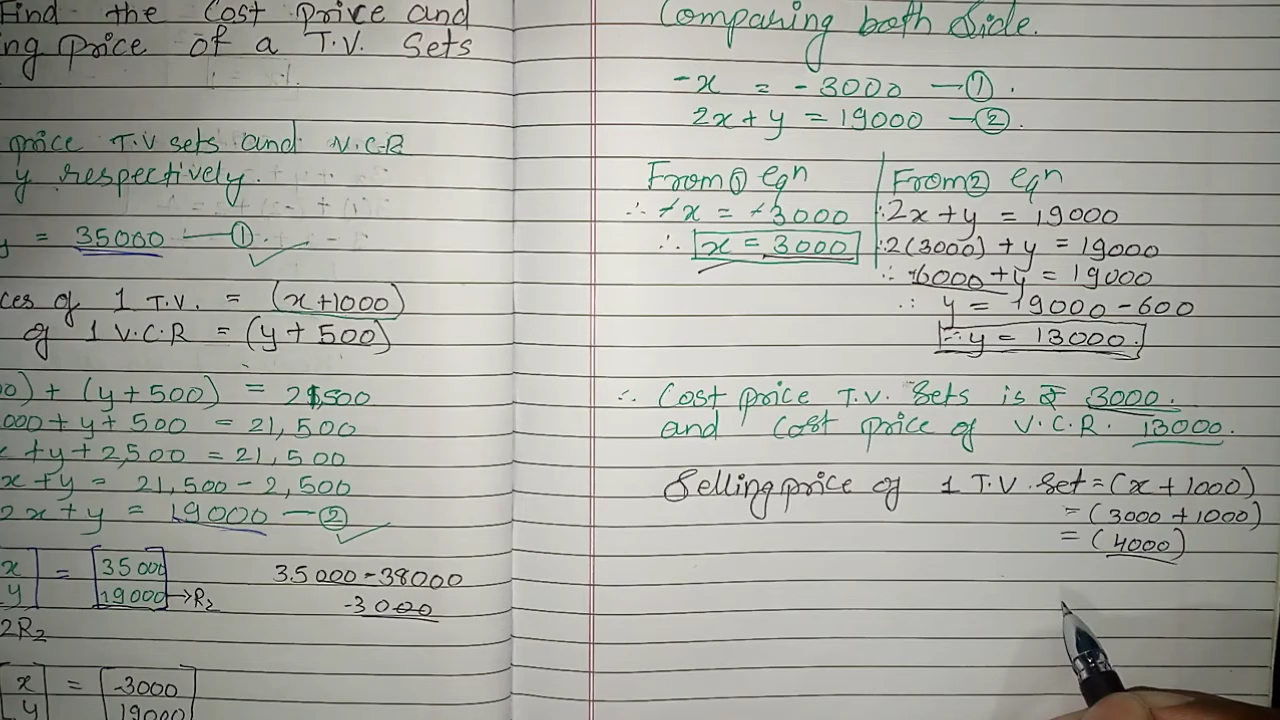 Find the Cost Price and
ing Price of a T.V. Sets
price T.V sets and V.C.R
y respectively.
y = 35000 — ①
ces of 1 T.V. = (x+1000)
of 1 V.C.R = (y+500)
00) + (y+500) = 21,500
000 + y + 500 = 21,500
+y+2,500 = 21,500
x+y = 21,500-2,500
2x+y = 19000 — ②
x = 35000 35000-38000
y 19000 →R₂ -3000
2R₂
x = -3000
y 19000
Comparing both Side.
-x = -3000 — ① .
2x+y = 19000 — ②.
From ① eqn
∴ -x = -3000
∴ x = 3000
From ② eqn
∴ 2x+y = 19000
∴ 2(3000) + y = 19000
∴ 6000+y = 19000
∴ y = 19000-600
∴ y = 13000.
∴ Cost price T.V. Sets is ₹ 3000.
and Cost price of V.C.R. 13000.
Selling price of 1 T.V. Set = (x+1000)
= (3000+1000)
= (4000)